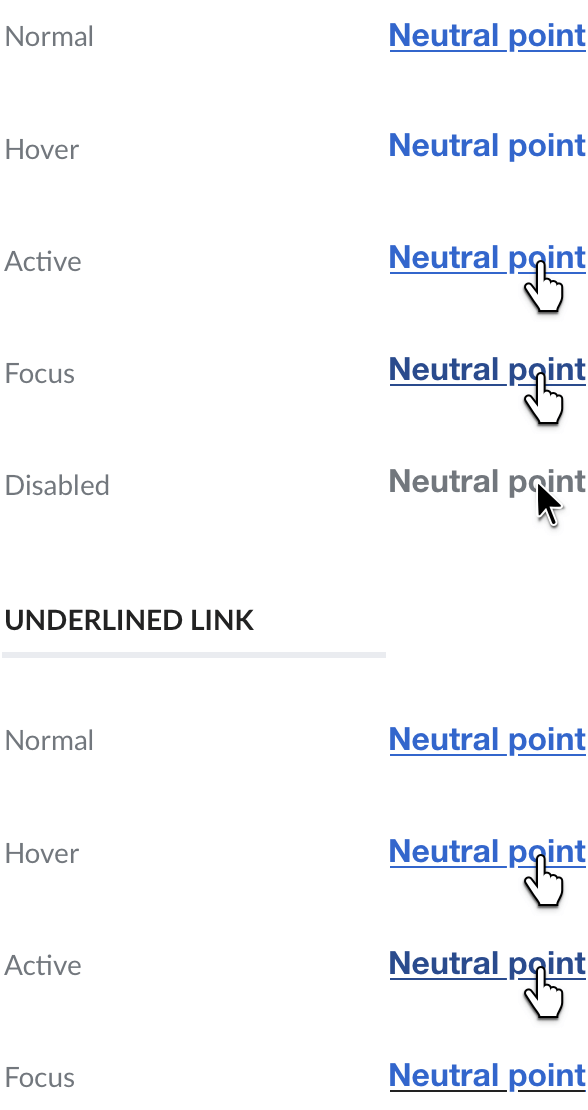 Normal Neutral point
Hover Neutral point
Active Neutral point
Focus Neutral point
Disabled Neutral point
UNDERLINED LINK
Normal Neutral point
Hover Neutral point
Active Neutral point
Focus Neutral point